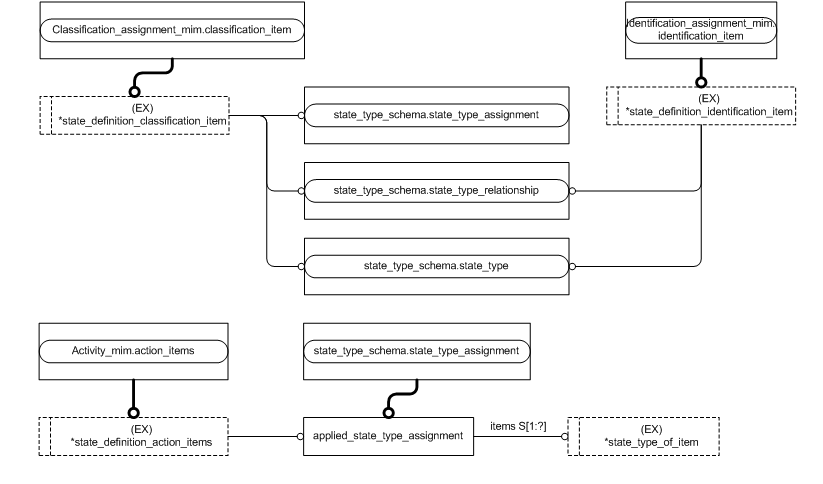 Classification_assignment_mim.classification_item
Identification_assignment_mim.
identification_item
(EX)
*state_definition_classification_item
(EX)
*state_definition_identification_item
state_type_schema.state_type_assignment
state_type_schema.state_type_relationship
state_type_schema.state_type
Activity_mim.action_items
state_type_schema.state_type_assignment
(EX)
*state_definition_action_items
applied_state_type_assignment
items S[1:?]
(EX)
*state_type_of_item